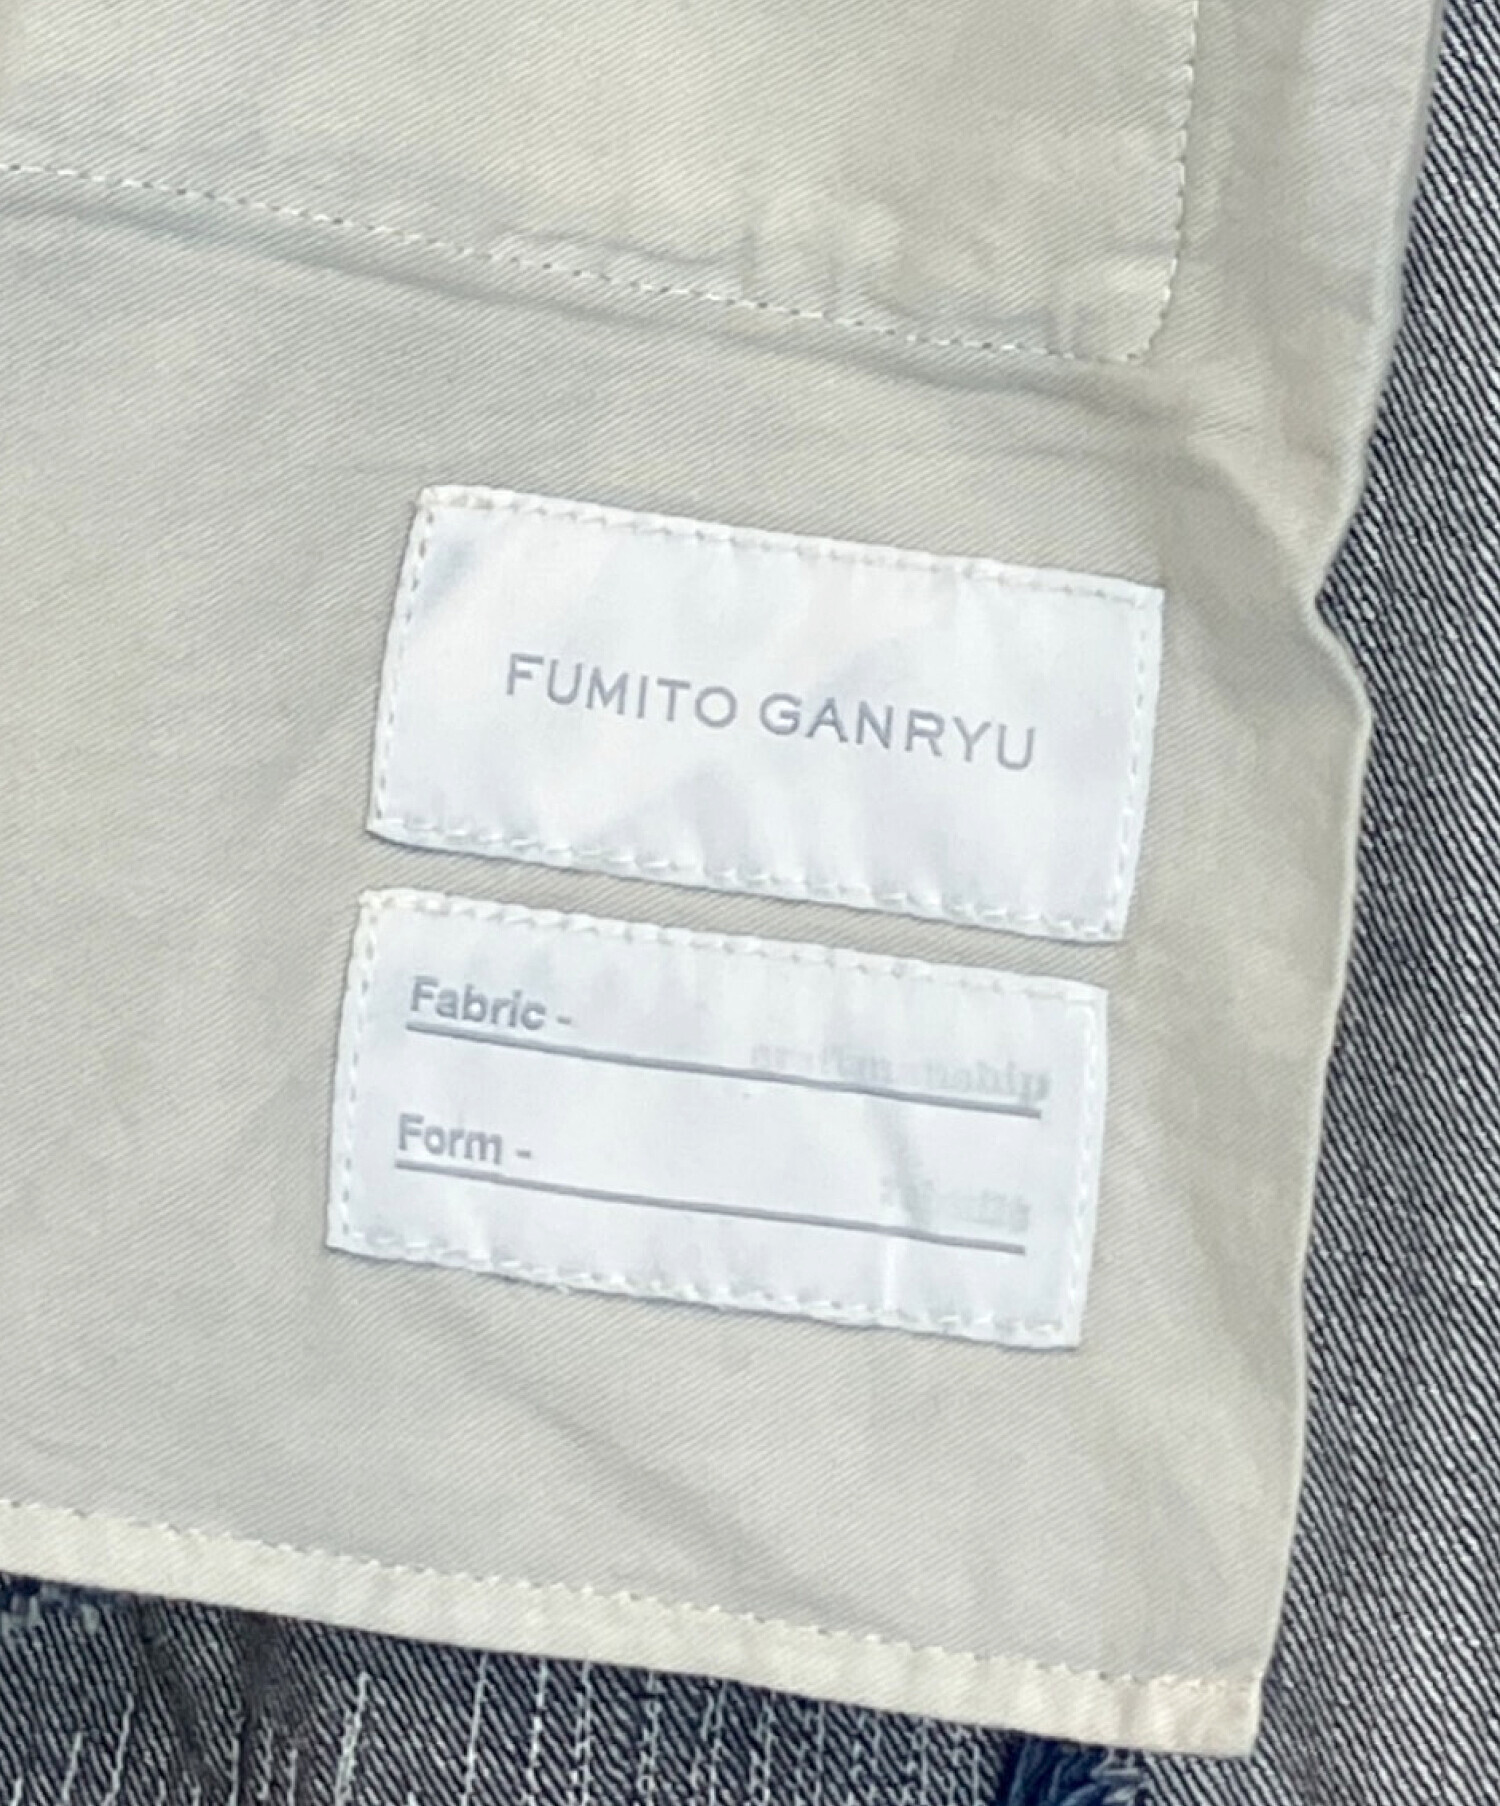 FUMITO GANRYU
Fabric -
Form -